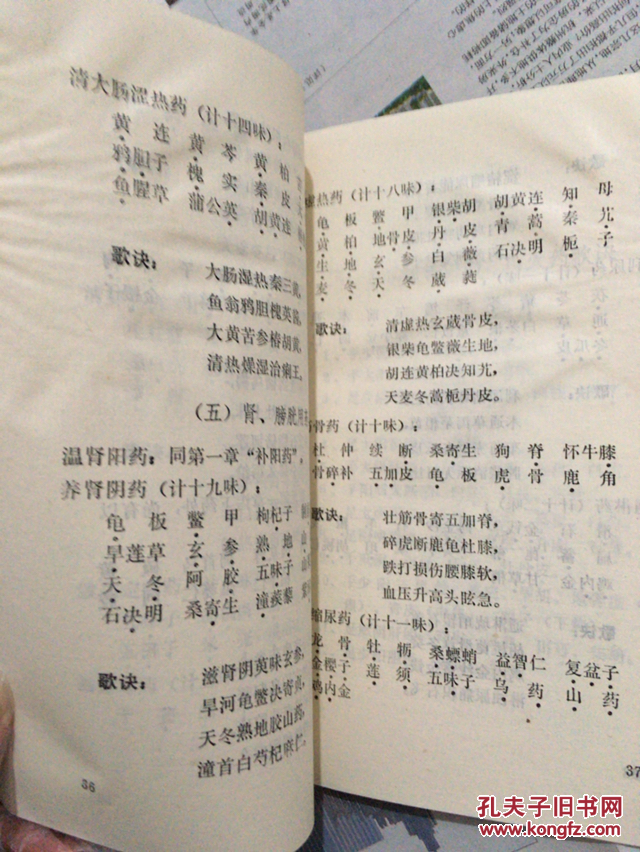 清大肠湿热药（计十四味）：
黄连 黄芩 黄柏
鸦胆子 槐实 秦皮
鱼腥草 蒲公英 胡黄连
歌诀：
大肠湿热秦三黄，
鱼翁鸦胆槐英菌，
大黄苦参椿胡黄，
清热燥湿治痢王。
（五）肾、膀胱用
温肾阳药：同第一章“补阳药”，
养肾阴药（计十九味）：
龟板 鳖甲 枸杞子
旱莲草 玄参 熟地
天冬 阿胶 五味子
石决明 桑寄生 潼蒺藜
歌诀：
滋肾阴萸味玄参，
旱河龟鳖决寄贞，
天冬熟地胶山药，
潼首白芍杞麻仁。
36
热药（计十八味）：
龟板 鳖甲 银柴胡 胡黄连 知母
黄柏 地骨皮 丹皮 青蒿 秦艽
生地 玄参 白薇 石决明 栀子
麦冬 天冬 葳蕤
歌诀：
清虚热玄葳骨皮，
银柴龟鳖薇生地，
胡连黄柏决知艽，
天麦冬蒿栀丹皮。
骨药（计十味）：
杜仲 续断 桑寄生 狗脊 怀牛膝
骨碎补 五加皮 龟板 虎骨 鹿角
歌诀：
壮筋骨寄五加脊，
碎虎断鹿龟杜膝，
跌打损伤腰膝软，
血压升高头眩急。
缩尿药（计十一味）：
龙骨 牡蛎 桑螵蛸 益智仁 复盆子
金樱子 莲须 五味子 乌药 山药
鸡内金
37
孔夫子旧书网
www.kongfz.com